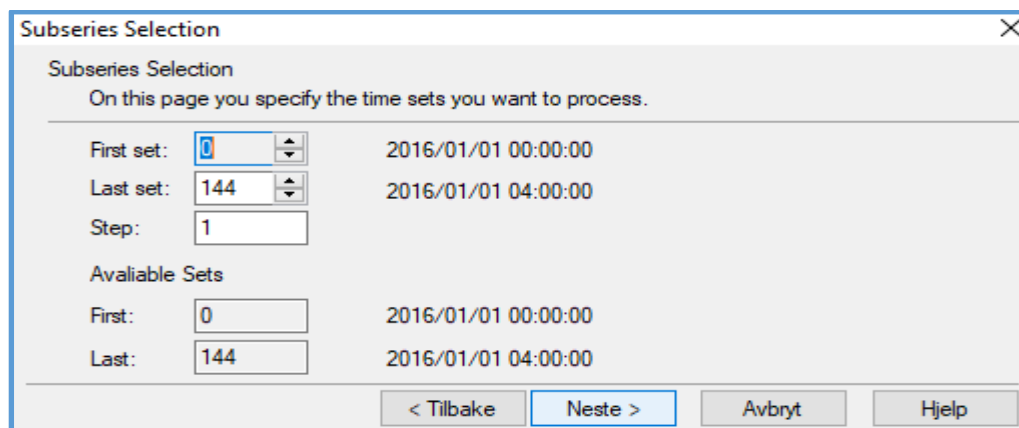 Subseries Selection
Subseries Selection
On this page you specify the time sets you want to process.
First set: 0 2016/01/01 00:00:00
Last set: 144 2016/01/01 04:00:00
Step: 1
Avaliable Sets
First: 0 2016/01/01 00:00:00
Last: 144 2016/01/01 04:00:00
< Tilbake Neste > Avbryt Hjelp